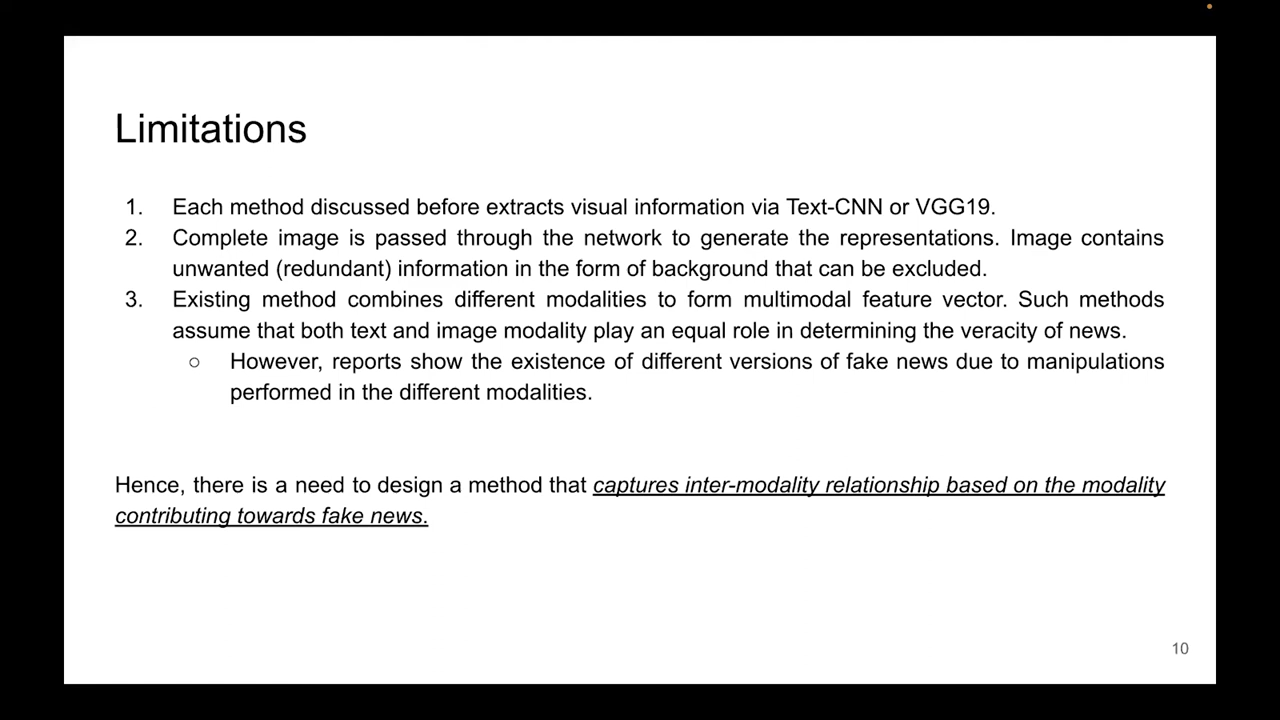 Limitations
1. Each method discussed before extracts visual information via Text-CNN or VGG19.
2. Complete image is passed through the network to generate the representations. Image contains
unwanted (redundant) information in the form of background that can be excluded.
3. Existing method combines different modalities to form multimodal feature vector. Such methods
assume that both text and image modality play an equal role in determining the veracity of news.
○ However, reports show the existence of different versions of fake news due to manipulations
performed in the different modalities.
Hence, there is a need to design a method that captures inter-modality relationship based on the modality
contributing towards fake news.
10